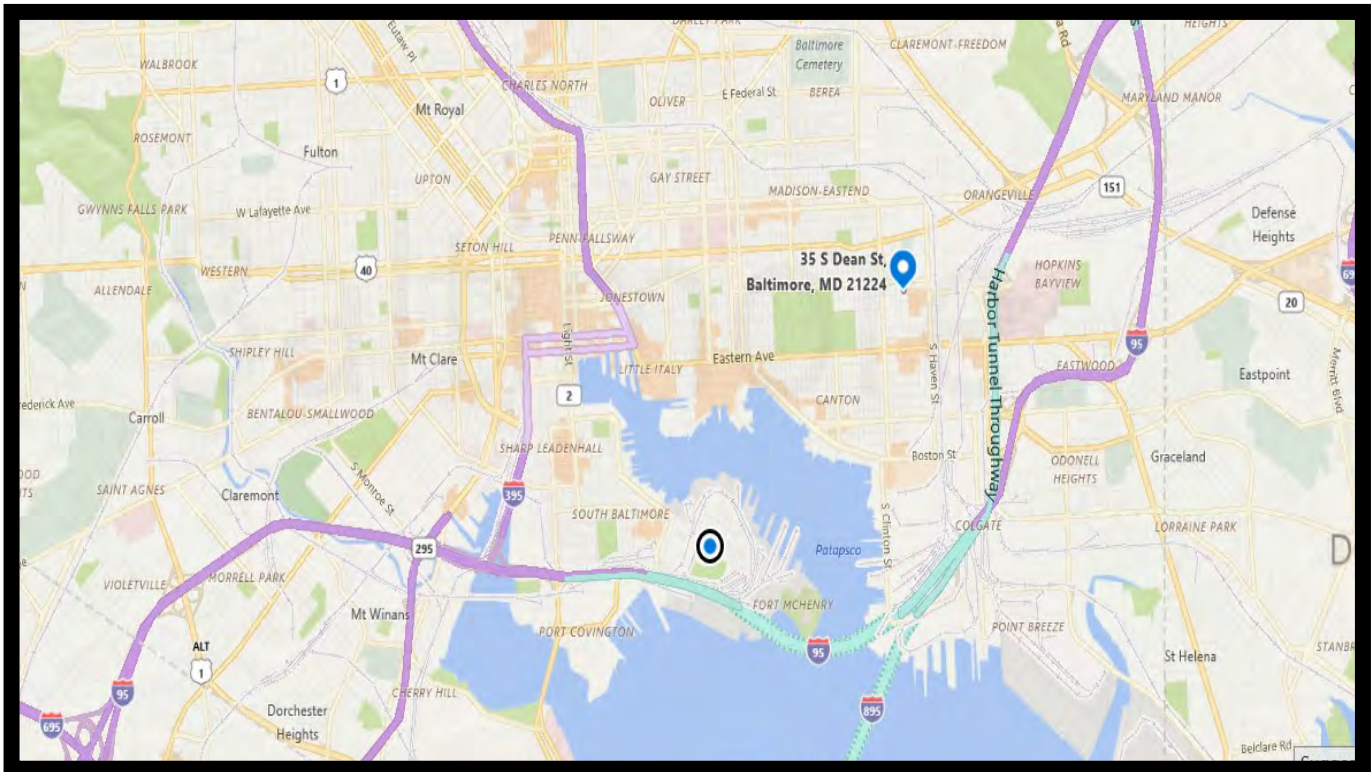 HEIGHTS
Eutaw Pl
CLAREMONT-FREEDOM
Baltimore
Cemetery
WALBROOK
1
CHARLES NORTH
E Federal St
BEREA
OLIVER
MARYLAND MANOR
Mt Royal
ROSEMONT
Fulton
UPTON
GAY STREET
MADISON-EASTEND
ORANGEVILLE
151
GWYNNS FALLS PARK
W Lafayette Ave
Defense
Heights
SETON HILL
PENN-FALLSWAY
35 S Dean St,
Baltimore, MD 21224
HOPKINS
BAYVIEW
WESTERN
40
ALLENDALE
JONESTOWN
Harbor Tunnel Throughway
20
Light St
SHIPLEY HILL
Mt Clare
Eastern Ave
95
LITTLE ITALY
S Haven St
EASTWOOD
Eastpoint
Merritt Blvd
2
CANTON
BENTALOU-SMALLWOOD
Carroll
SHARP LEADENHALL
Boston St
ODONELL
HEIGHTS
Graceland
S Monroe St
SAINT AGNES
Claremont
395
SOUTH BALTIMORE
S Clinton St
COLGATE
LORRAINE PARK
295
Patapsco
D
VIOLETVILLE
MORRELL PARK
Mt Winans
FORT MCHENRY
PORT COVINGTON
POINT BREEZE
95
ALT
1
St Helena
CHERRY HILL
95
695
895
Dorchester
Heights
Belclare Rd